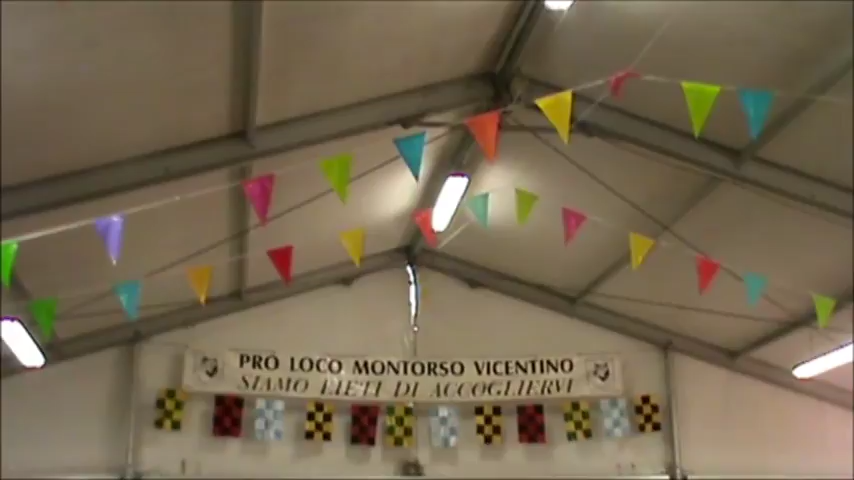 PRO LOCO MONTORSO VICENTINO
SIAMO LIETI DI ACCOGLIERVI